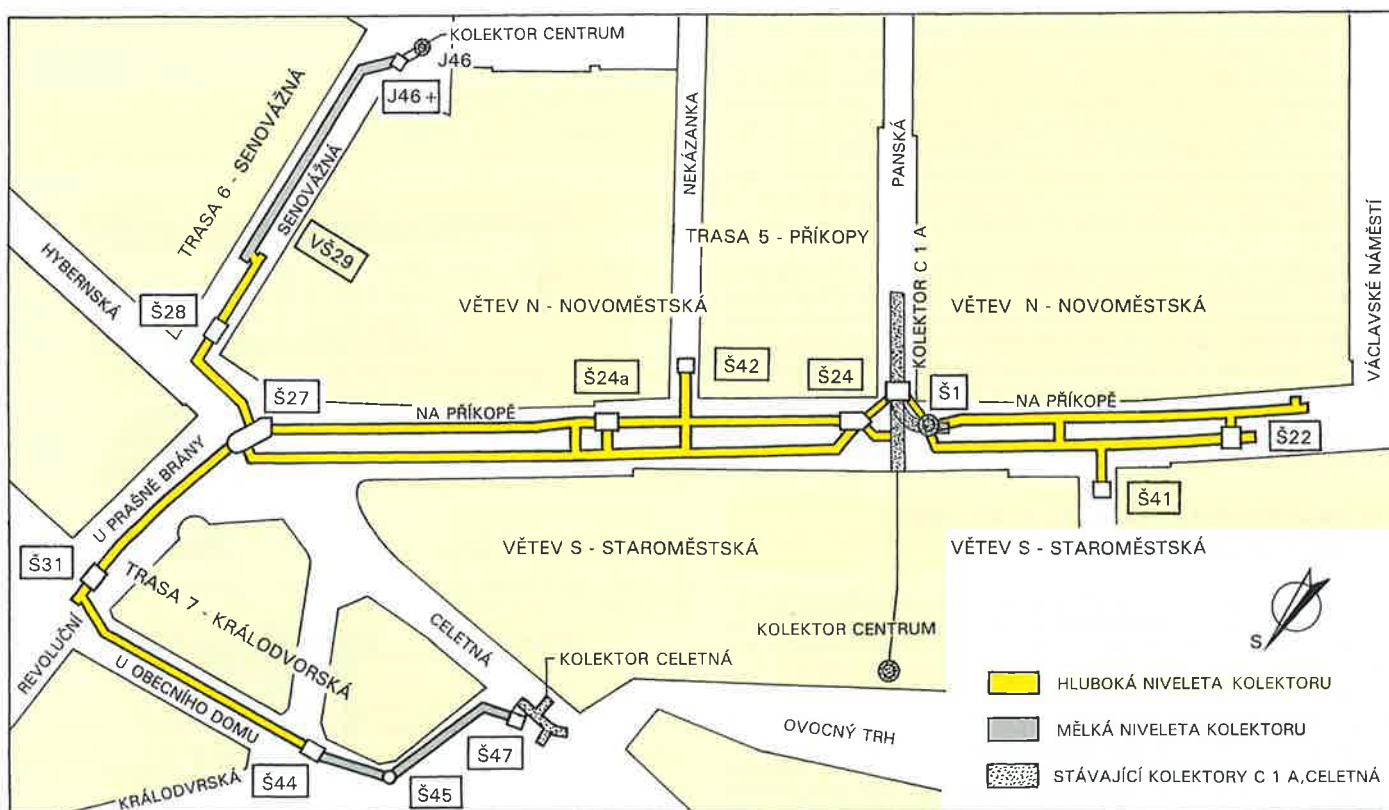 KOLEKTOR CENTRUM
J46
J46 +
TRASA 6 - SENOVÁŽNÁ
SENOVÁŽNÁ
NEKÁZANKA
PANSKÁ
VÁCLAVSKÉ NÁMĚSTÍ
HYBERNSKÁ
VŠ29
TRASA 5 - PŘÍKOPY
KOLEKTOR C 1 A
Š28
VĚTEV N - NOVOMĚSTSKÁ
VĚTEV N - NOVOMĚSTSKÁ
Š27
Š24a
Š42
Š24
Š1
NA PŘÍKOPĚ
NA PŘÍKOPĚ
Š22
U PRAŠNÉ BRÁNY
Š41
Š31
VĚTEV S - STAROMĚSTSKÁ
VĚTEV S - STAROMĚSTSKÁ
TRASA 7 - KRÁLODVORSKÁ
CELETNÁ
REVOLUČNÍ
U OBECNÍHO DOMU
KOLEKTOR CENTRUM
KOLEKTOR CELETNÁ
S
OVOCNÝ TRH
KRÁLODVRSKÁ
Š44
Š45
Š47
HLUBOKÁ NIVELETA KOLEKTORU
MĚLKÁ NIVELETA KOLEKTORU
STÁVAJÍCÍ KOLEKTORY C 1 A,CELETNÁ